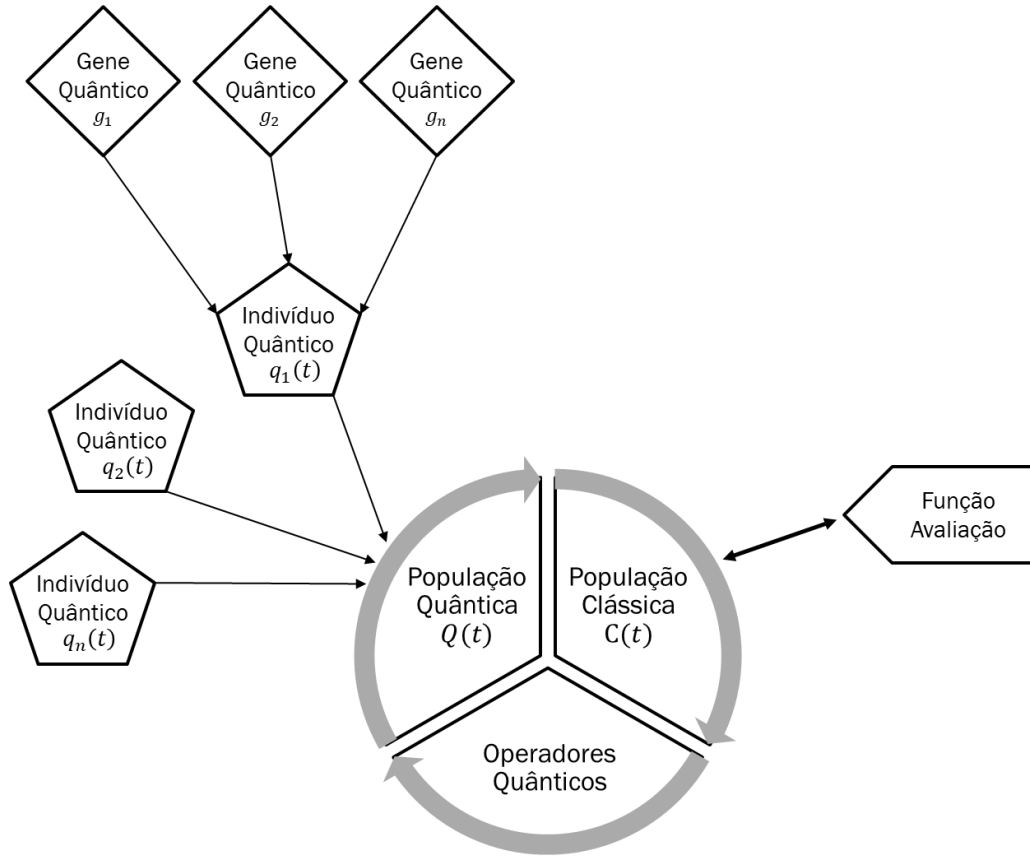 Gene
Quântico
g₁
Gene
Quântico
g₂
Gene
Quântico
gₙ
Indivíduo
Quântico
q₁(t)
Indivíduo
Quântico
q₂(t)
Indivíduo
Quântico
qₙ(t)
População
Quântica
Q(t)
População
Clássica
C(t)
Operadores
Quânticos
Função
Avaliação